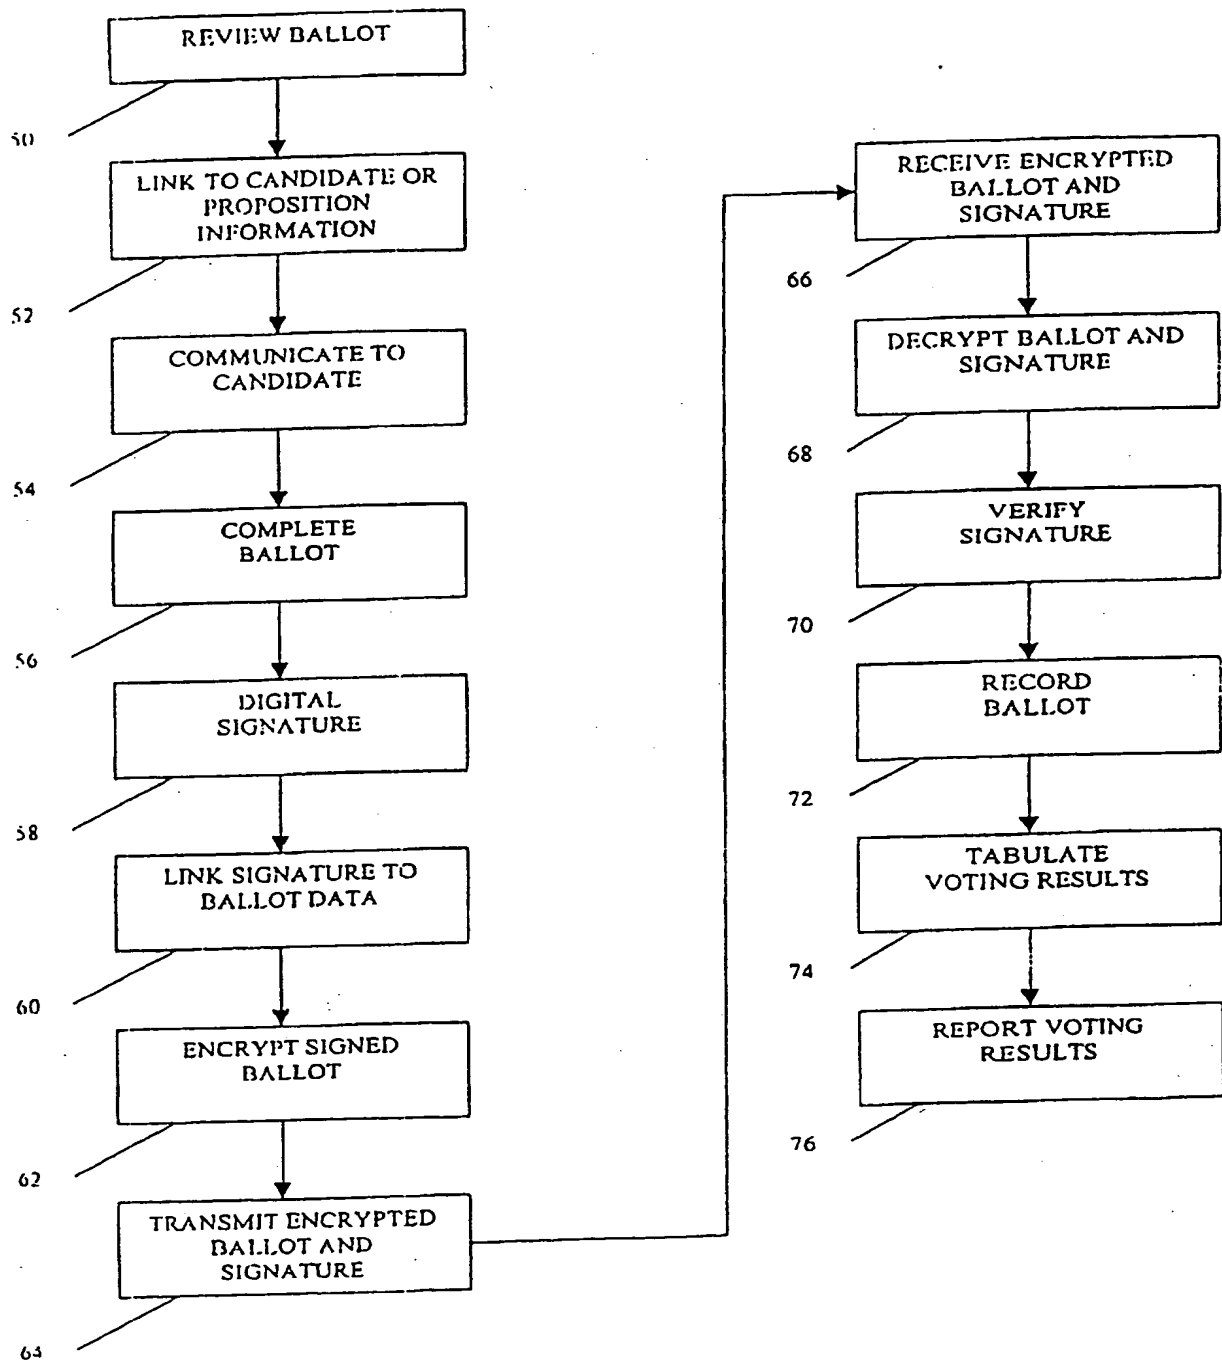 REVIEW BALLOT
50
LINK TO CANDIDATE OR
PROPOSITION
INFORMATION
52
COMMUNICATE TO
CANDIDATE
54
COMPLETE
BALLOT
56
DIGITAL
SIGNATURE
58
LINK SIGNATURE TO
BALLOT DATA
60
ENCRYPT SIGNED
BALLOT
62
TRANSMIT ENCRYPTED
BALLOT AND
SIGNATURE
64
RECEIVE ENCRYPTED
BALLOT AND
SIGNATURE
66
DECRYPT BALLOT AND
SIGNATURE
68
VERIFY
SIGNATURE
70
RECORD
BALLOT
72
TABULATE
VOTING RESULTS
74
REPORT VOTING
RESULTS
76